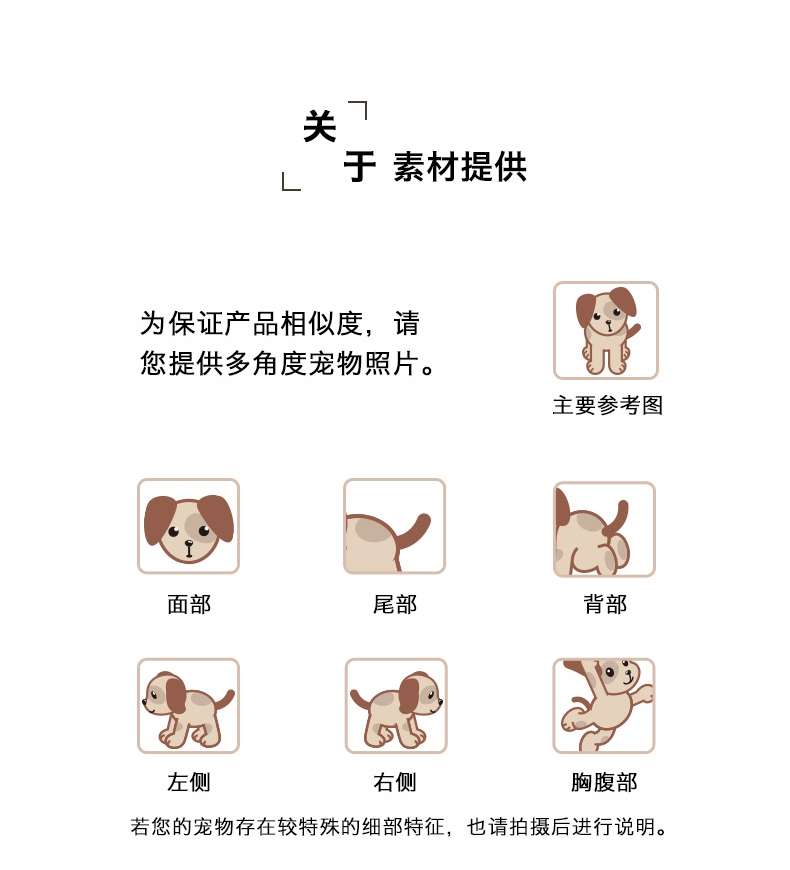 关
于 素材提供
为保证产品相似度，请
您提供多角度宠物照片。
主要参考图
面部
尾部
背部
左侧
右侧
胸腹部
若您的宠物存在较特殊的细部特征，也请拍摄后进行说明。